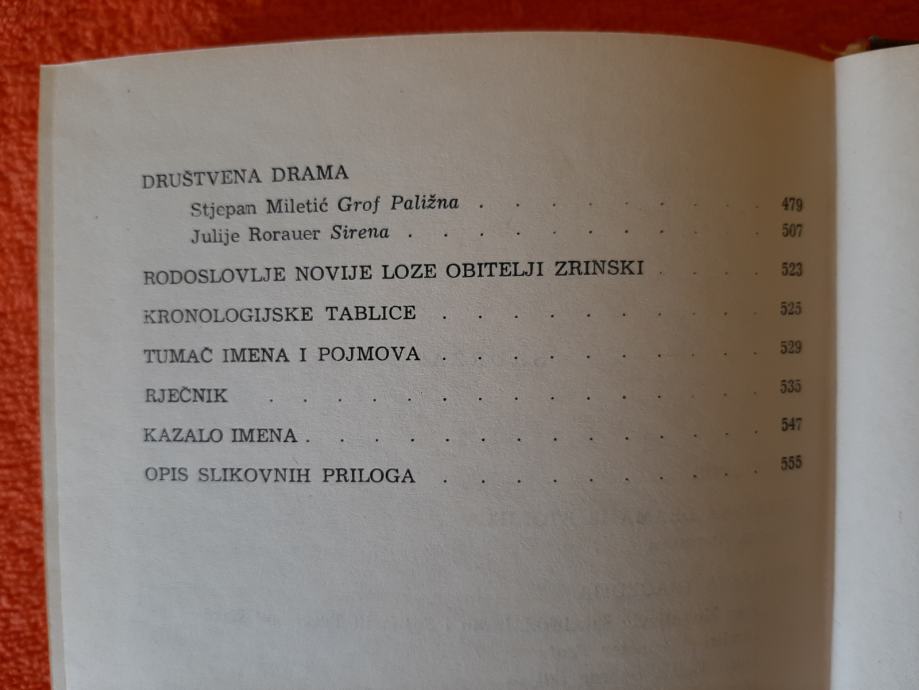 DRUŠTVENA DRAMA
Stjepan Miletić Grof Paližna . . . . . . . . 479
Julije Rorauer Sirena . . . . . . . . . . 507
RODOSLOVLJE NOVIJE LOZE OBITELJI ZRINSKI . . . . 523
KRONOLOGIJSKE TABLICE . . . . . . . . . 525
TUMAČ IMENA I POJMOVA . . . . . . . . . 529
RJEČNIK . . . . . . . . . . . . . . 535
KAZALO IMENA . . . . . . . . . . . . . 547
OPIS SLIKOVNIH PRILOGA . . . . . . . . . 555